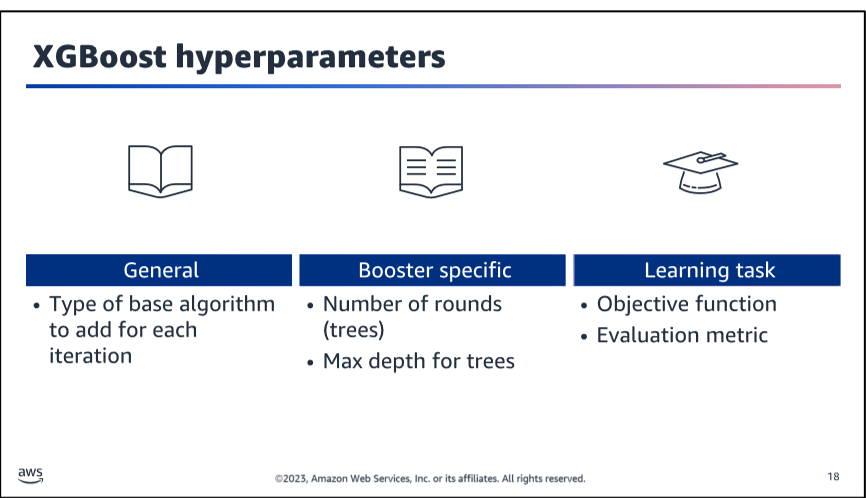 XGBoost hyperparameters
General
• Type of base algorithm
to add for each
iteration
Booster specific
• Number of rounds
(trees)
• Max depth for trees
Learning task
• Objective function
• Evaluation metric
aws
©2023, Amazon Web Services, Inc. or its affiliates. All rights reserved.
18